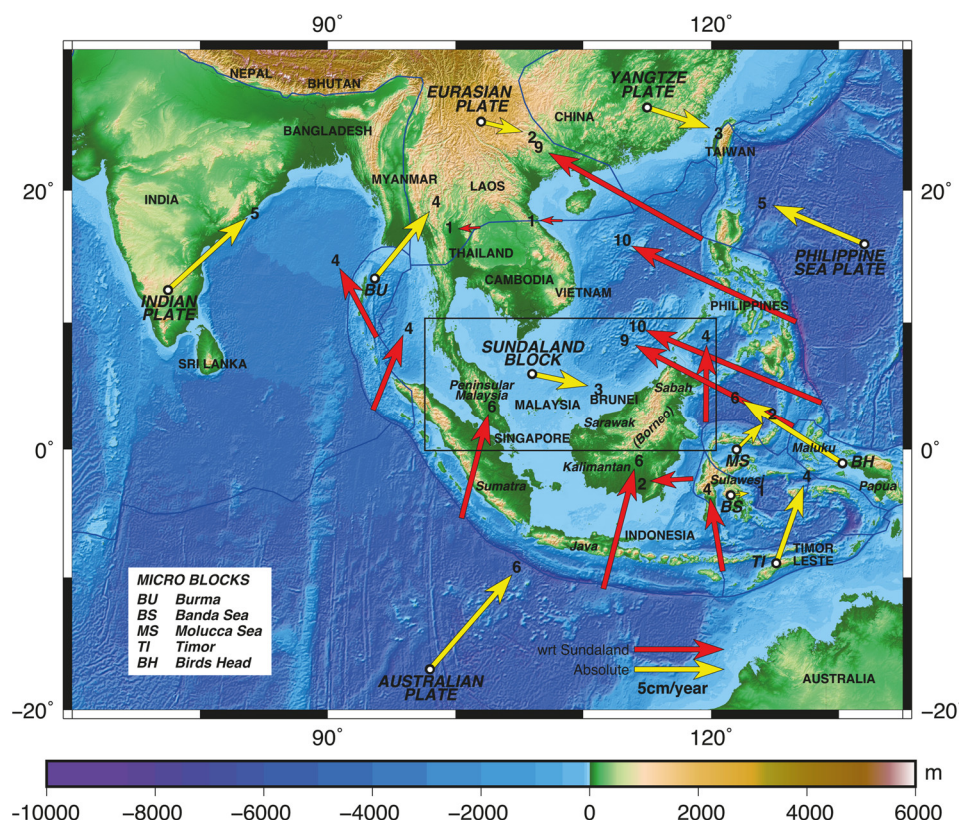 90°
120°
NEPAL
BHUTAN
EURASIAN
PLATE
YANGTZE
PLATE
CHINA
BANGLADESH
2
9
3
TAIWAN
MYANMAR
LAOS
20°
20°
INDIA
5
4
5
1
1
10
THAILAND
PHILIPPINE
SEA PLATE
4
BU
CAMBODIA
VIETNAM
PHILIPPINES
INDIAN
PLATE
4
10
9
4
SRI LANKA
SUNDALAND
BLOCK
Peninsular
Malaysia
3
Sabah
MALAYSIA
BRUNEI
6
6
2
Sarawak
(Borneo)
SINGAPORE
0°
0°
MS
Maluku
BH
Kalimantan
6
2
Sulawesi
4
Papua
Sumatra
4
1
BS
INDONESIA
Java
TI
TIMOR
LESTE
6
MICRO BLOCKS
BU Burma
BS Banda Sea
MS Molucca Sea
TI Timor
BH Birds Head
wrt Sundaland
Absolute
5cm/year
AUSTRALIAN
PLATE
AUSTRALIA
−20°
−20°
90°
120°
m
-10000 -8000 -6000 -4000 -2000 0 2000 4000 6000